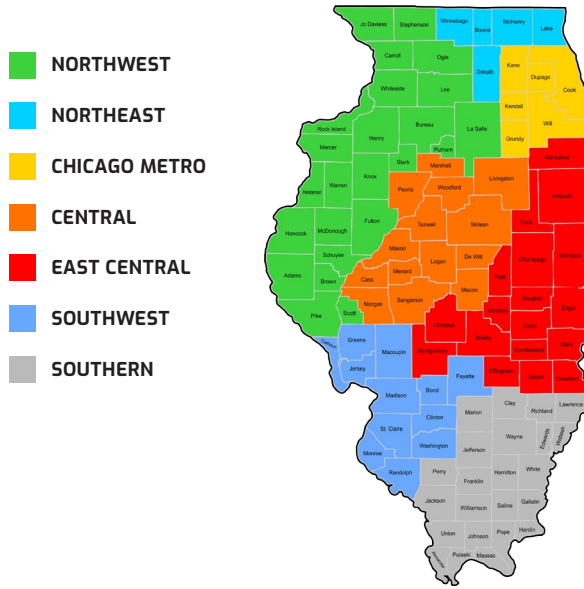 NORTHWEST
NORTHEAST
CHICAGO METRO
CENTRAL
EAST CENTRAL
SOUTHWEST
SOUTHERN
Jo Daviess
Stephenson
Winnebago
Boone
McHenry
Lake
Carroll
Ogle
Dekalb
Kane
Dupage
Cook
Whiteside
Lee
Kendall
Will
Rock Island
Mercer
Henry
Bureau
La Salle
Grundy
Putnam
Kankakee
Stark
Marshall
Livingston
Henderson
Warren
Knox
Peoria
Woodford
Iroquois
Fulton
Tazwell
Mclean
Ford
Hancock
McDonough
Mason
Logan
De Witt
Champaign
Vermilion
Schuyler
Adams
Brown
Cass
Menard
Piatt
Macon
Pike
Scott
Morgan
Sangamon
Christian
Moultrie
Douglas
Edgar
Coles
Shelby
Calhoun
Greene
Macoupin
Montgomery
Cumberland
Clark
Jersey
Fayette
Effingham
Jasper
Crawford
Madison
Bond
Clay
Richland
Lawrence
Marion
Clinton
St. Claire
Wayne
Edwards
Wabash
Monroe
Washington
Jefferson
Randolph
Perry
Hamilton
White
Franklin
Jackson
Williamson
Saline
Gallatin
Union
Johnson
Pope
Hardin
Pulaski
Massac